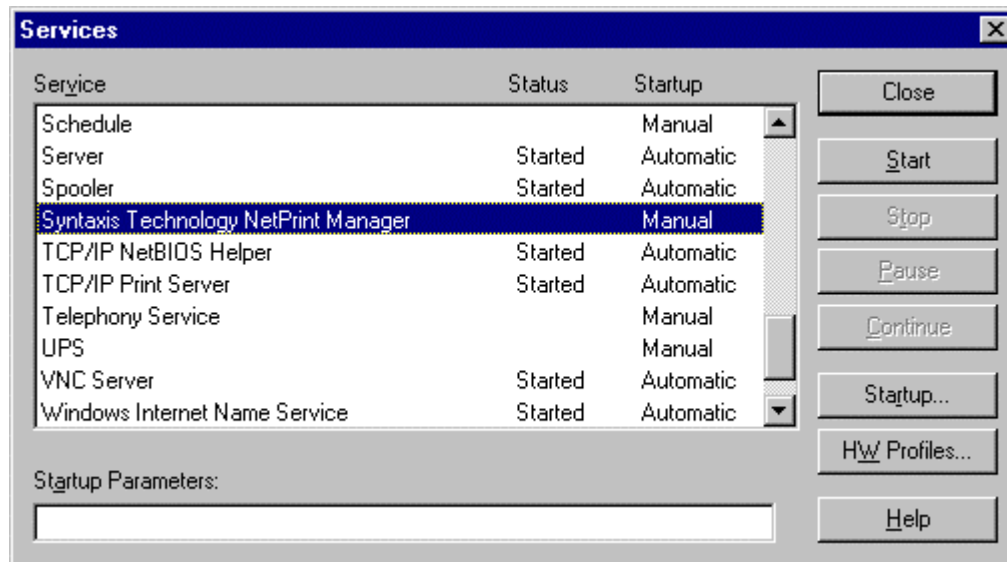 Services
Service Status Startup
Schedule Manual
Server Started Automatic
Spooler Started Automatic
Syntaxis Technology NetPrint Manager Manual
TCP/IP NetBIOS Helper Started Automatic
TCP/IP Print Server Started Automatic
Telephony Service Manual
UPS Manual
VNC Server Started Automatic
Windows Internet Name Service Started Automatic
Startup Parameters:
Close
Start
Stop
Pause
Continue
Startup...
HW Profiles...
Help